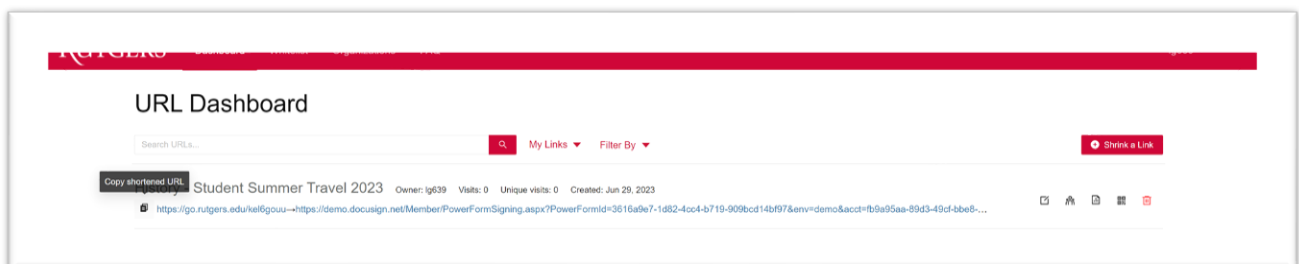 RUTGERS
URL Dashboard
Search URLs...
My Links
Filter By
Shrink a Link
Copy shortened URL
History - Student Summer Travel 2023 Owner: lg639 Visits: 0 Unique visits: 0 Created: Jun 29, 2023
https://go.rutgers.edu/kel6gouu→https://demo.docusign.net/Member/PowerFormSigning.aspx?PowerFormId=3616a9e7-1d82-4cc4-b719-909bcd14bf97&env=demo&acct=fb9a95aa-89d3-49cf-bbe8-...